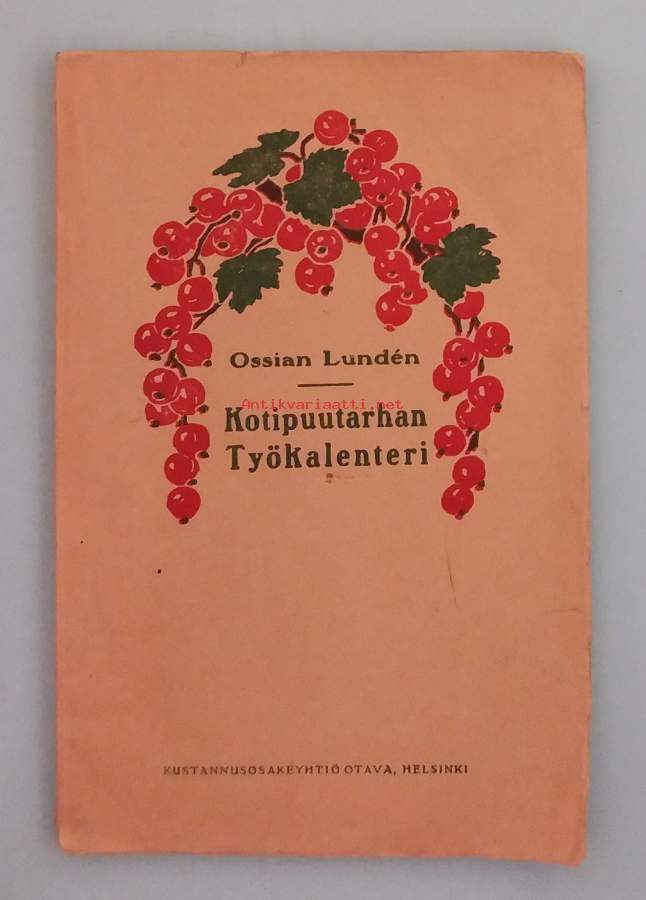 Ossian Lundén
Antikvariaatti.net
Kotipuutarhan
Työkalenteri
KUSTANNUSOSAKEYHTIÖ OTAVA, HELSINKI